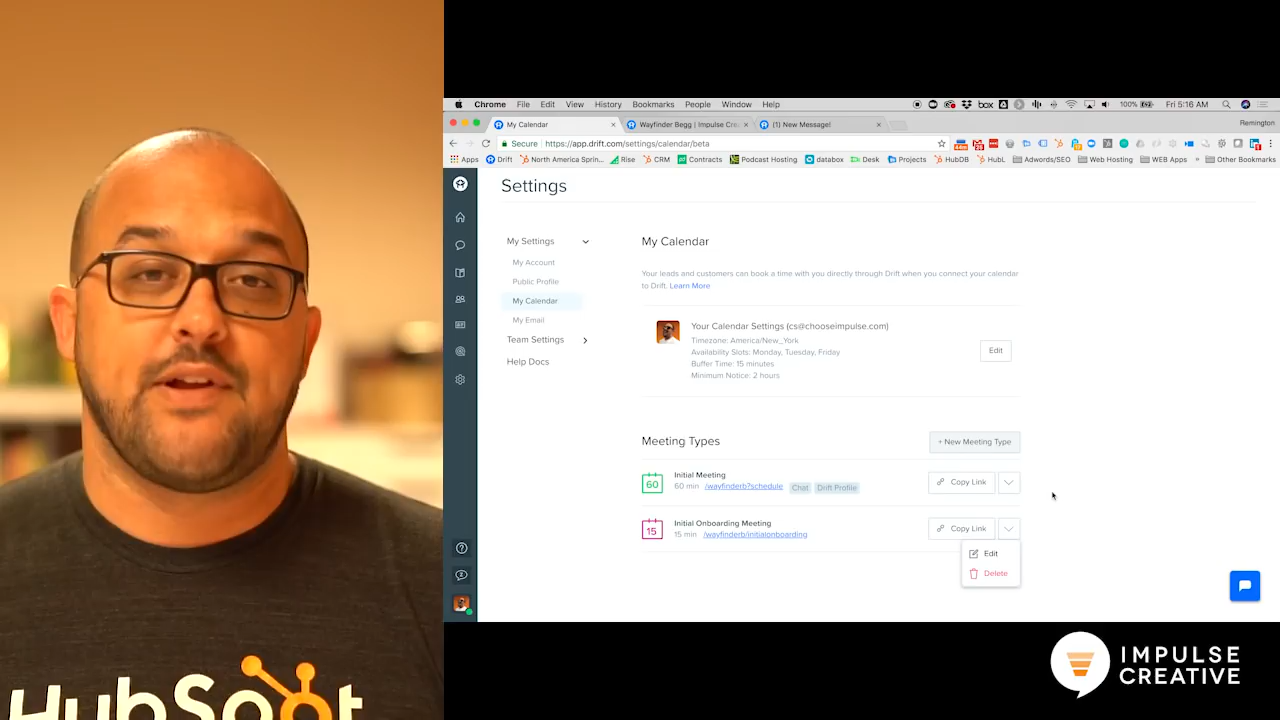 Chrome File Edit View History Bookmarks People Window Help
box 100% Fri 5:16 AM
My Calendar
Wayfinder Begg | Impulse Cre
(1) New Message!
Remington
Secure https://app.drift.com/settings/calendar/beta
Apps Drift North America Sprin... Rise CRM Contracts Podcast Hosting databox Desk Projects HubDB HubL Adwords/SEO Web Hosting WEB Apps » Other Bookmarks
Settings
My Settings
My Account
Public Profile
My Calendar
My Email
Team Settings
Help Docs
My Calendar
Your leads and customers can book a time with you directly through Drift when you connect your calendar
to Drift. Learn More
Your Calendar Settings (cs@chooseimpulse.com)
Timezone: America/New_York
Availability Slots: Monday, Tuesday, Friday
Buffer Time: 15 minutes
Minimum Notice: 2 hours
Edit
Meeting Types
+ New Meeting Type
60
Initial Meeting
60 min /wayfinderb?schedule Chat Drift Profile
Copy Link
15
Initial Onboarding Meeting
15 min /wayfinderb/initialonboarding
Copy Link
Edit
Delete
HubSpot
IMPULSE
CREATIVE